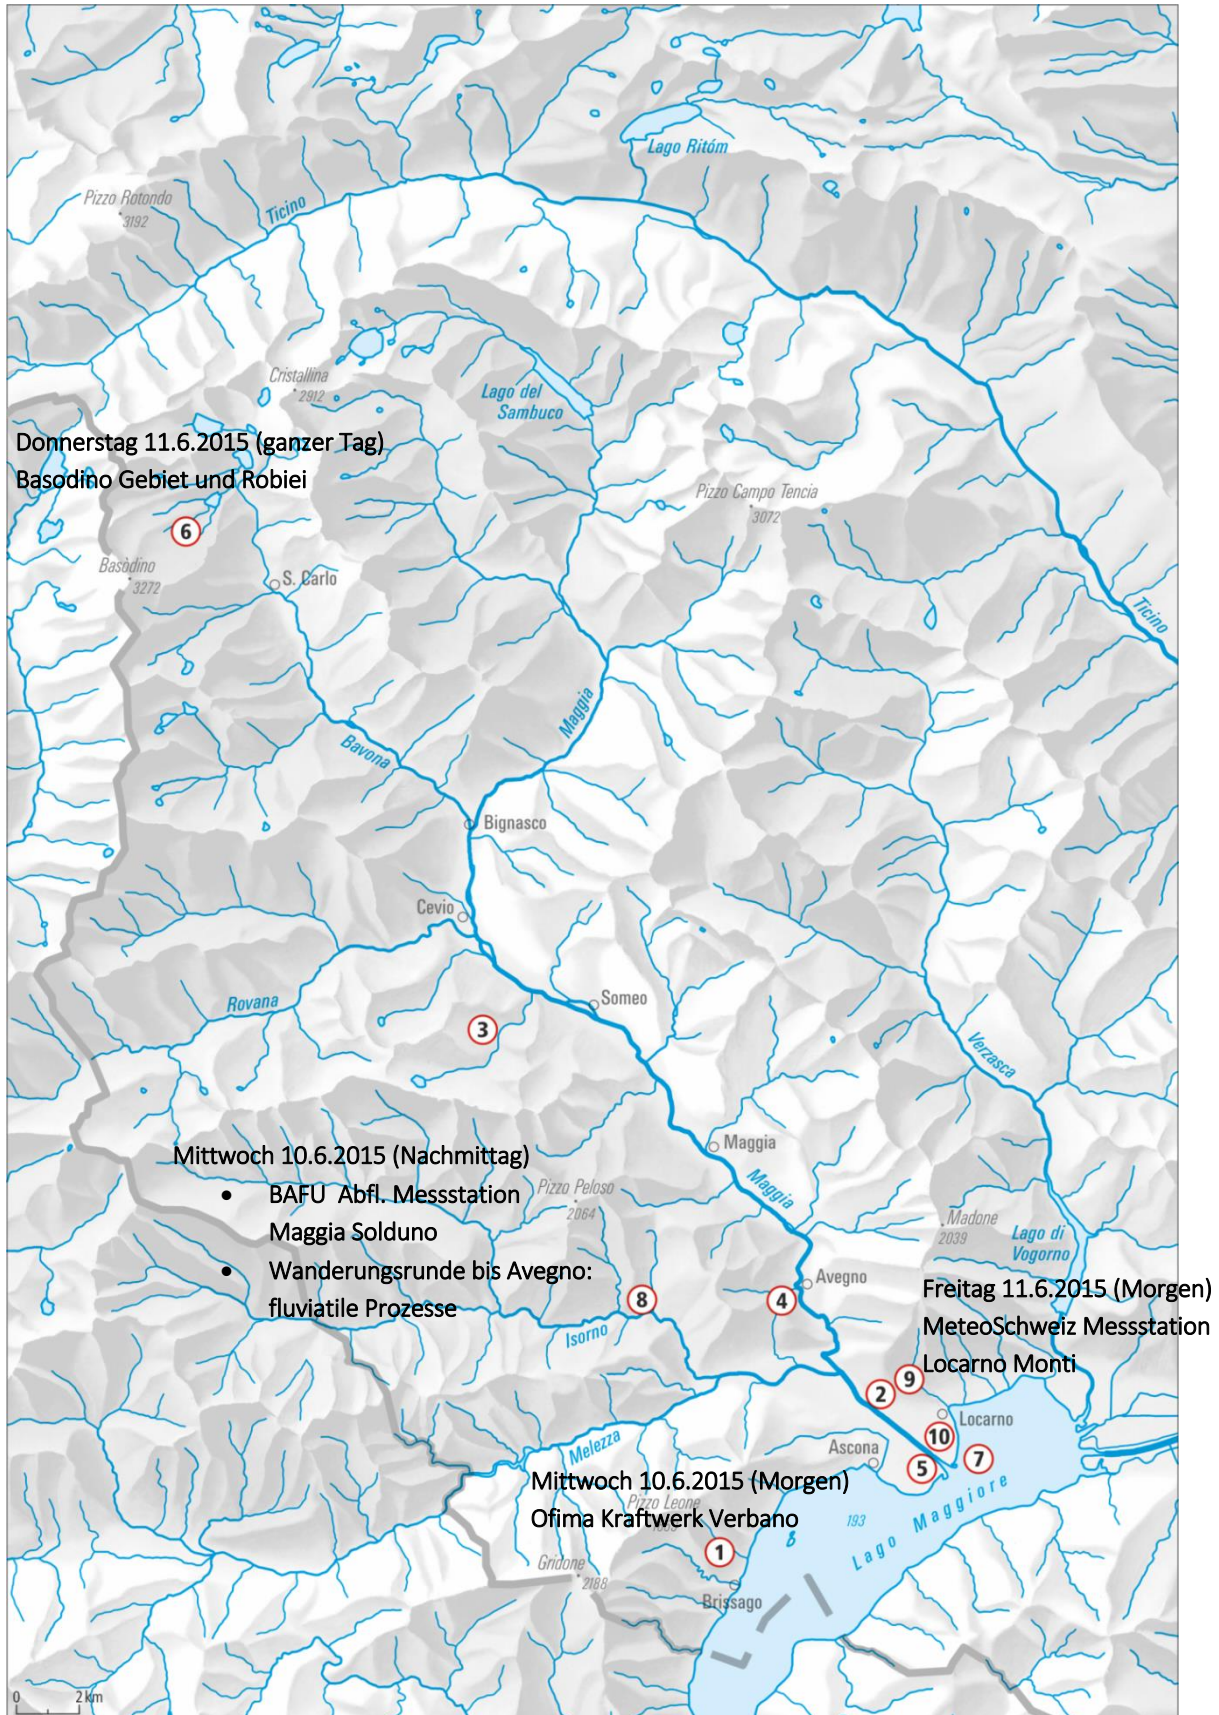 Lago Ritóm
Pizzo Rotondo
3192
Ticino
Cristallina
2912
Lago del
Sambuco
Donnerstag 11.6.2015 (ganzer Tag)
Basodino Gebiet und Robiei
Pizzo Campo Tencia
3072
6
Basòdino
3272
S. Carlo
Ticino
Maggia
Bavona
Bignasco
Cevio
Rovana
Someo
3
Verzasca
Maggia
Mittwoch 10.6.2015 (Nachmittag)
• BAFU Abfl. Messstation
Maggia Solduno
• Wanderungsrunde bis Avegno:
fluviatile Prozesse
Pizzo Peloso
2064
Maggia
Madone
2039
Lago di
Vogorno
Avegno
8
4
Isorno
Freitag 11.6.2015 (Morgen)
MeteoSchweiz Messstation
Locarno Monti
9
2
Locarno
10
Ascona
5
7
Melezza
Mittwoch 10.6.2015 (Morgen)
Ofima Kraftwerk Verbano
Pizzo Leone
193
Lago Maggiore
1
Gridone
2188
Brissago
0 2 km